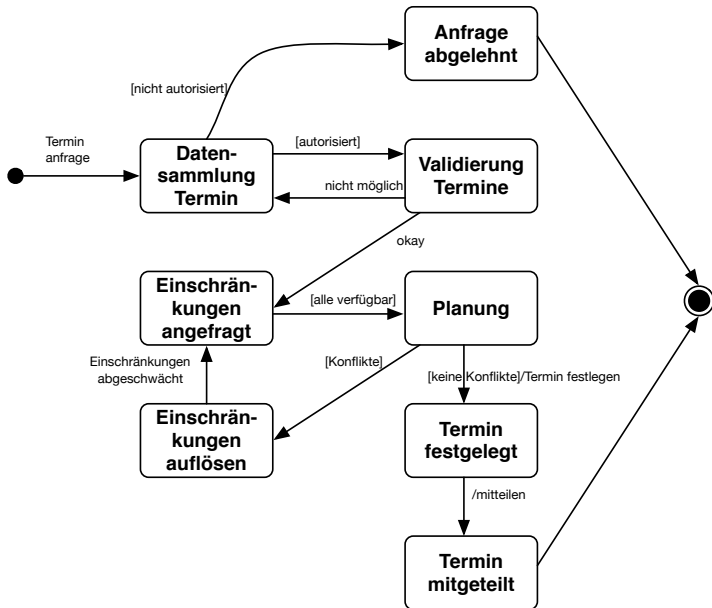 Anfrage
abgelehnt
[nicht autorisiert]
Termin
anfrage
Daten-
sammlung
Termin
[autorisiert]
nicht möglich
Validierung
Termine
okay
Einschrän-
kungen
angefragt
[alle verfügbar]
Planung
Einschränkungen
abgeschwächt
[Konflikte]
[keine Konflikte]/Termin festlegen
Einschrän-
kungen
auflösen
Termin
festgelegt
/mitteilen
Termin
mitgeteilt